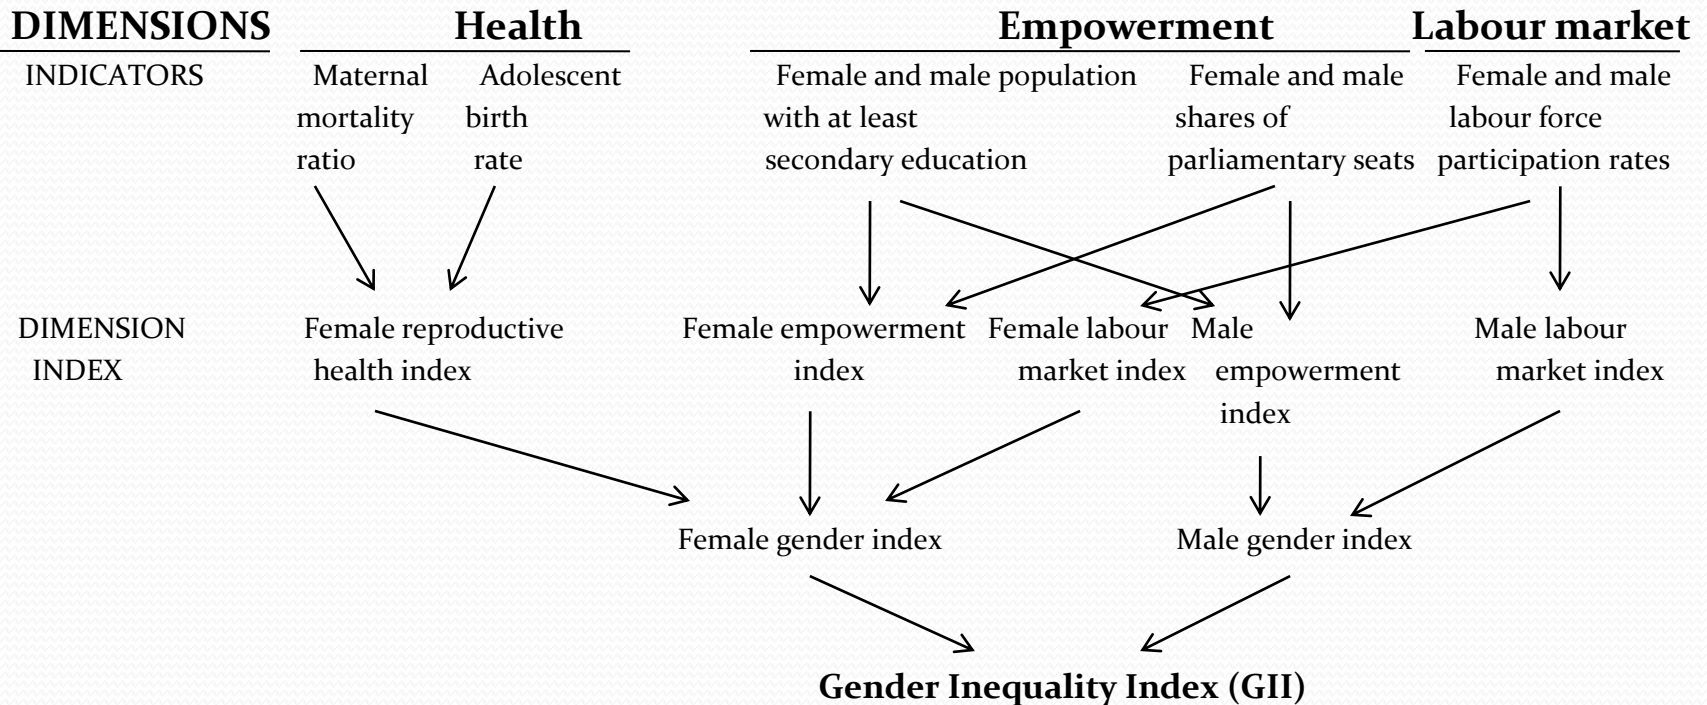 DIMENSIONS Health Empowerment Labour market
INDICATORS Maternal Adolescent Female and male population Female and male Female and male
mortality birth with at least shares of labour force
ratio rate secondary education parliamentary seats participation rates
DIMENSION Female reproductive Female empowerment Female labour Male Male labour
INDEX health index index market index empowerment market index
index
Female gender index Male gender index
Gender Inequality Index (GII)